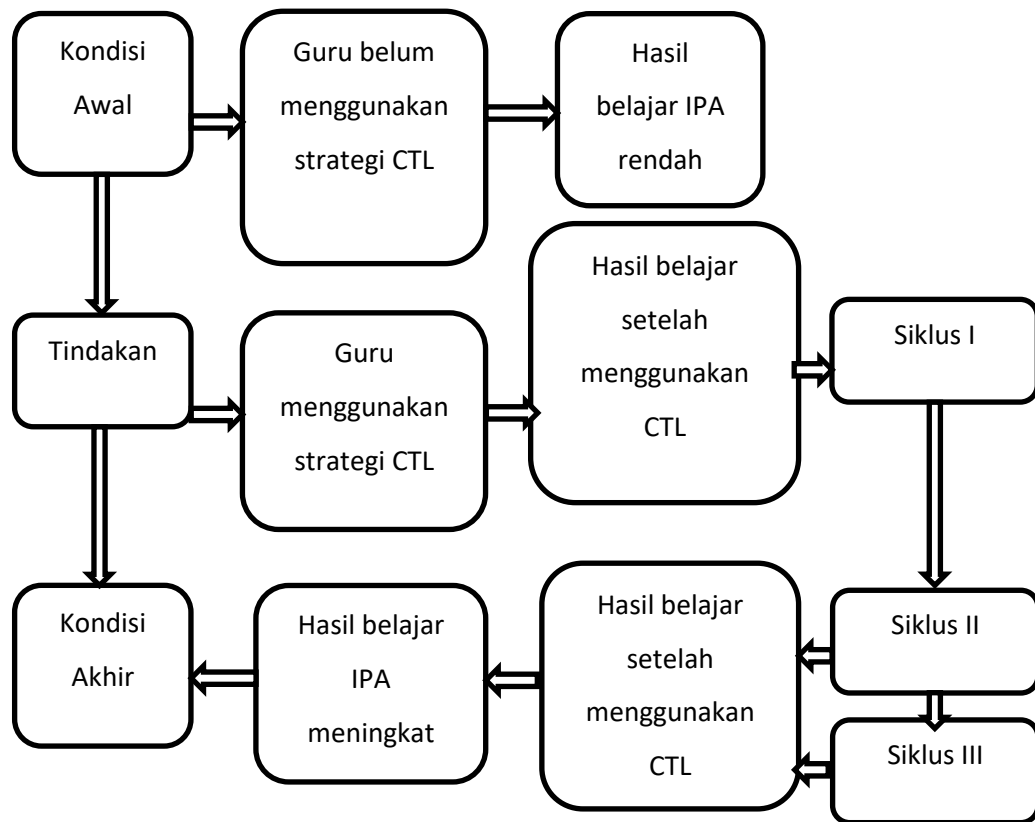 Kondisi
Awal
Guru belum
menggunakan
strategi CTL
Hasil
belajar IPA
rendah
Tindakan
Guru
menggunakan
strategi CTL
Hasil belajar
setelah
menggunakan
CTL
Siklus I
Kondisi
Akhir
Hasil belajar
IPA
meningkat
Hasil belajar
setelah
menggunakan
CTL
Siklus II
Siklus III